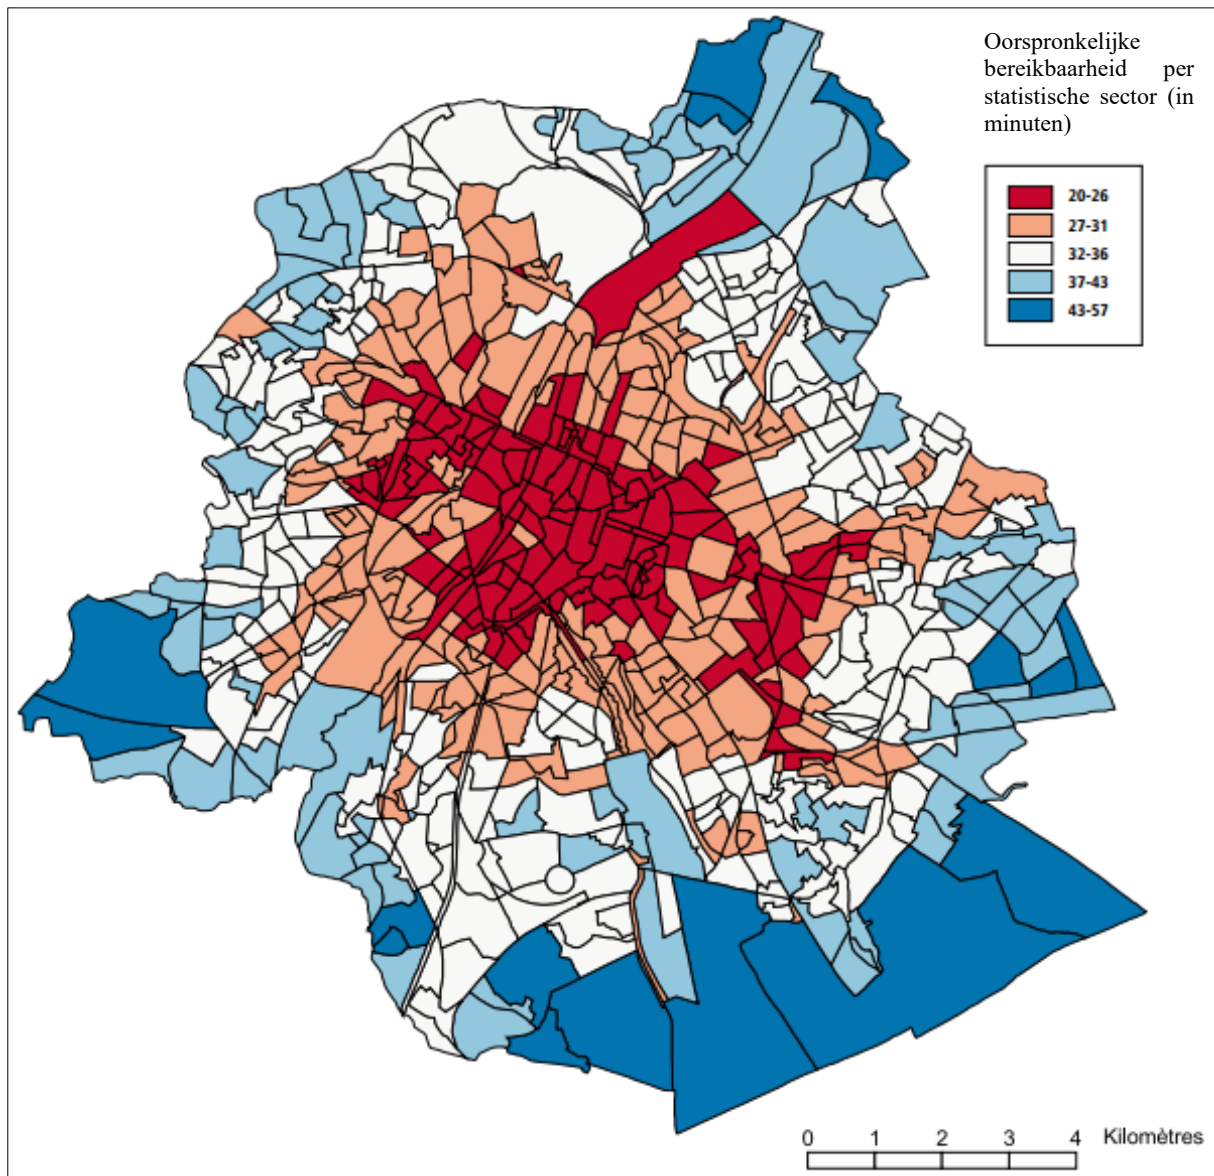 Oorspronkelijke
bereikbaarheid per
statistische sector (in
minuten)
20-26
27-31
32-36
37-43
43-57
0 1 2 3 4 Kilomètres